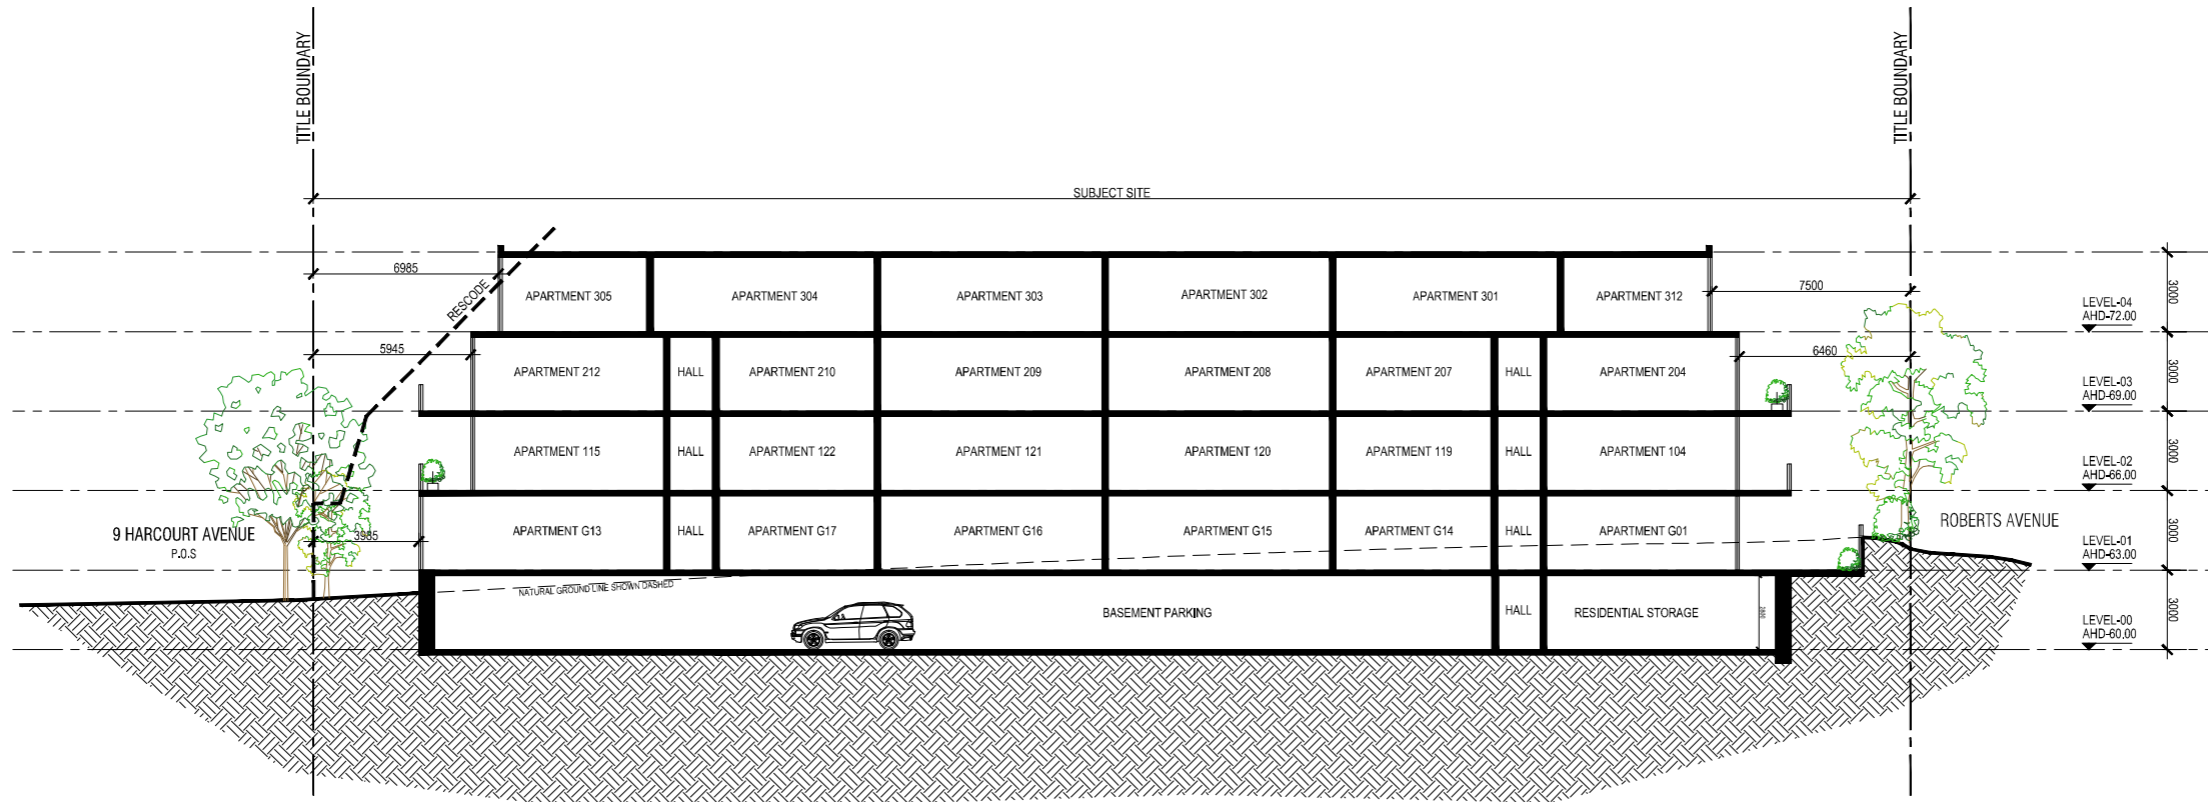 TITLE BOUNDARY
TITLE BOUNDARY
SUBJECT SITE
6985
RESCODE
APARTMENT 305
APARTMENT 304
APARTMENT 303
APARTMENT 302
APARTMENT 301
APARTMENT 312
7500
3000
LEVEL-04
AHD-72.00
5945
APARTMENT 212
HALL
APARTMENT 210
APARTMENT 209
APARTMENT 208
APARTMENT 207
HALL
APARTMENT 204
6460
3000
LEVEL-03
AHD-69.00
APARTMENT 115
HALL
APARTMENT 122
APARTMENT 121
APARTMENT 120
APARTMENT 119
HALL
APARTMENT 104
3000
LEVEL-02
AHD-66.00
9 HARCOURT AVENUE
P.O.S
3985
APARTMENT G13
HALL
APARTMENT G17
APARTMENT G16
APARTMENT G15
APARTMENT G14
HALL
APARTMENT G01
ROBERTS AVENUE
3000
LEVEL-01
AHD-63.00
NATURAL GROUND LINE SHOWN DASHED
BASEMENT PARKING
HALL
RESIDENTIAL STORAGE
3000
LEVEL-00
AHD-60.00